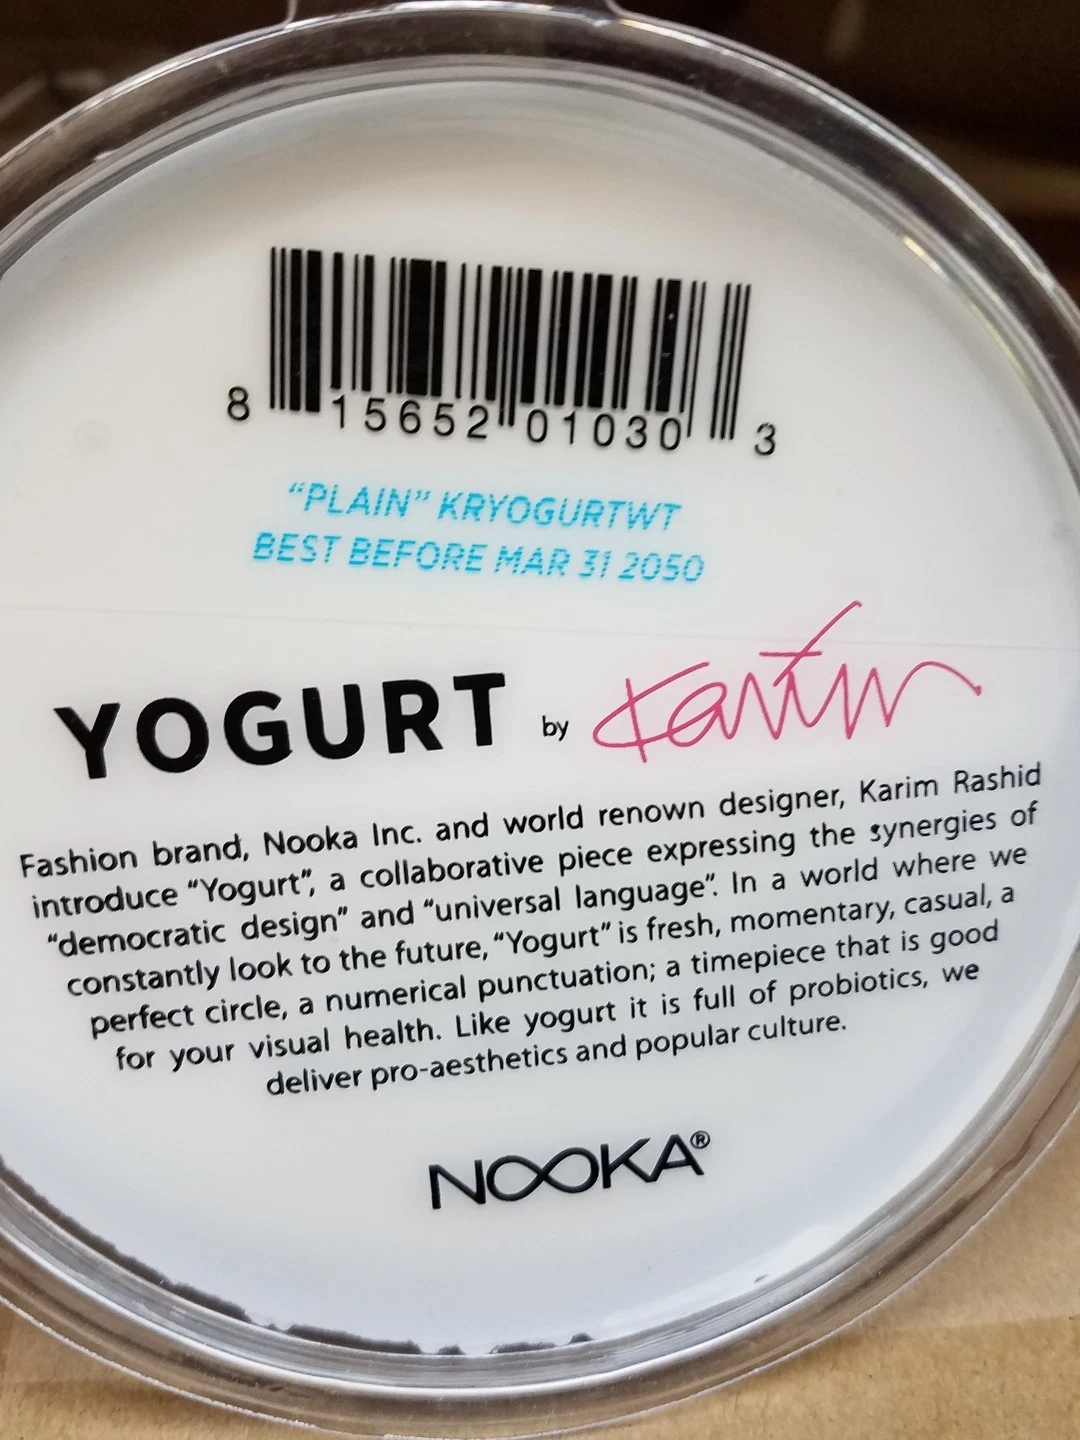 8 15652 01030 3
“PLAIN” KRYOGURTWT
BEST BEFORE MAR 31 2050
YOGURT by Karim
Fashion brand, Nooka Inc. and world renown designer, Karim Rashid
introduce “Yogurt”, a collaborative piece expressing the synergies of
“democratic design” and “universal language”. In a world where we
constantly look to the future, “Yogurt” is fresh, momentary, casual, a
perfect circle, a numerical punctuation; a timepiece that is good
for your visual health. Like yogurt it is full of probiotics, we
deliver pro-aesthetics and popular culture.
NOOKA®